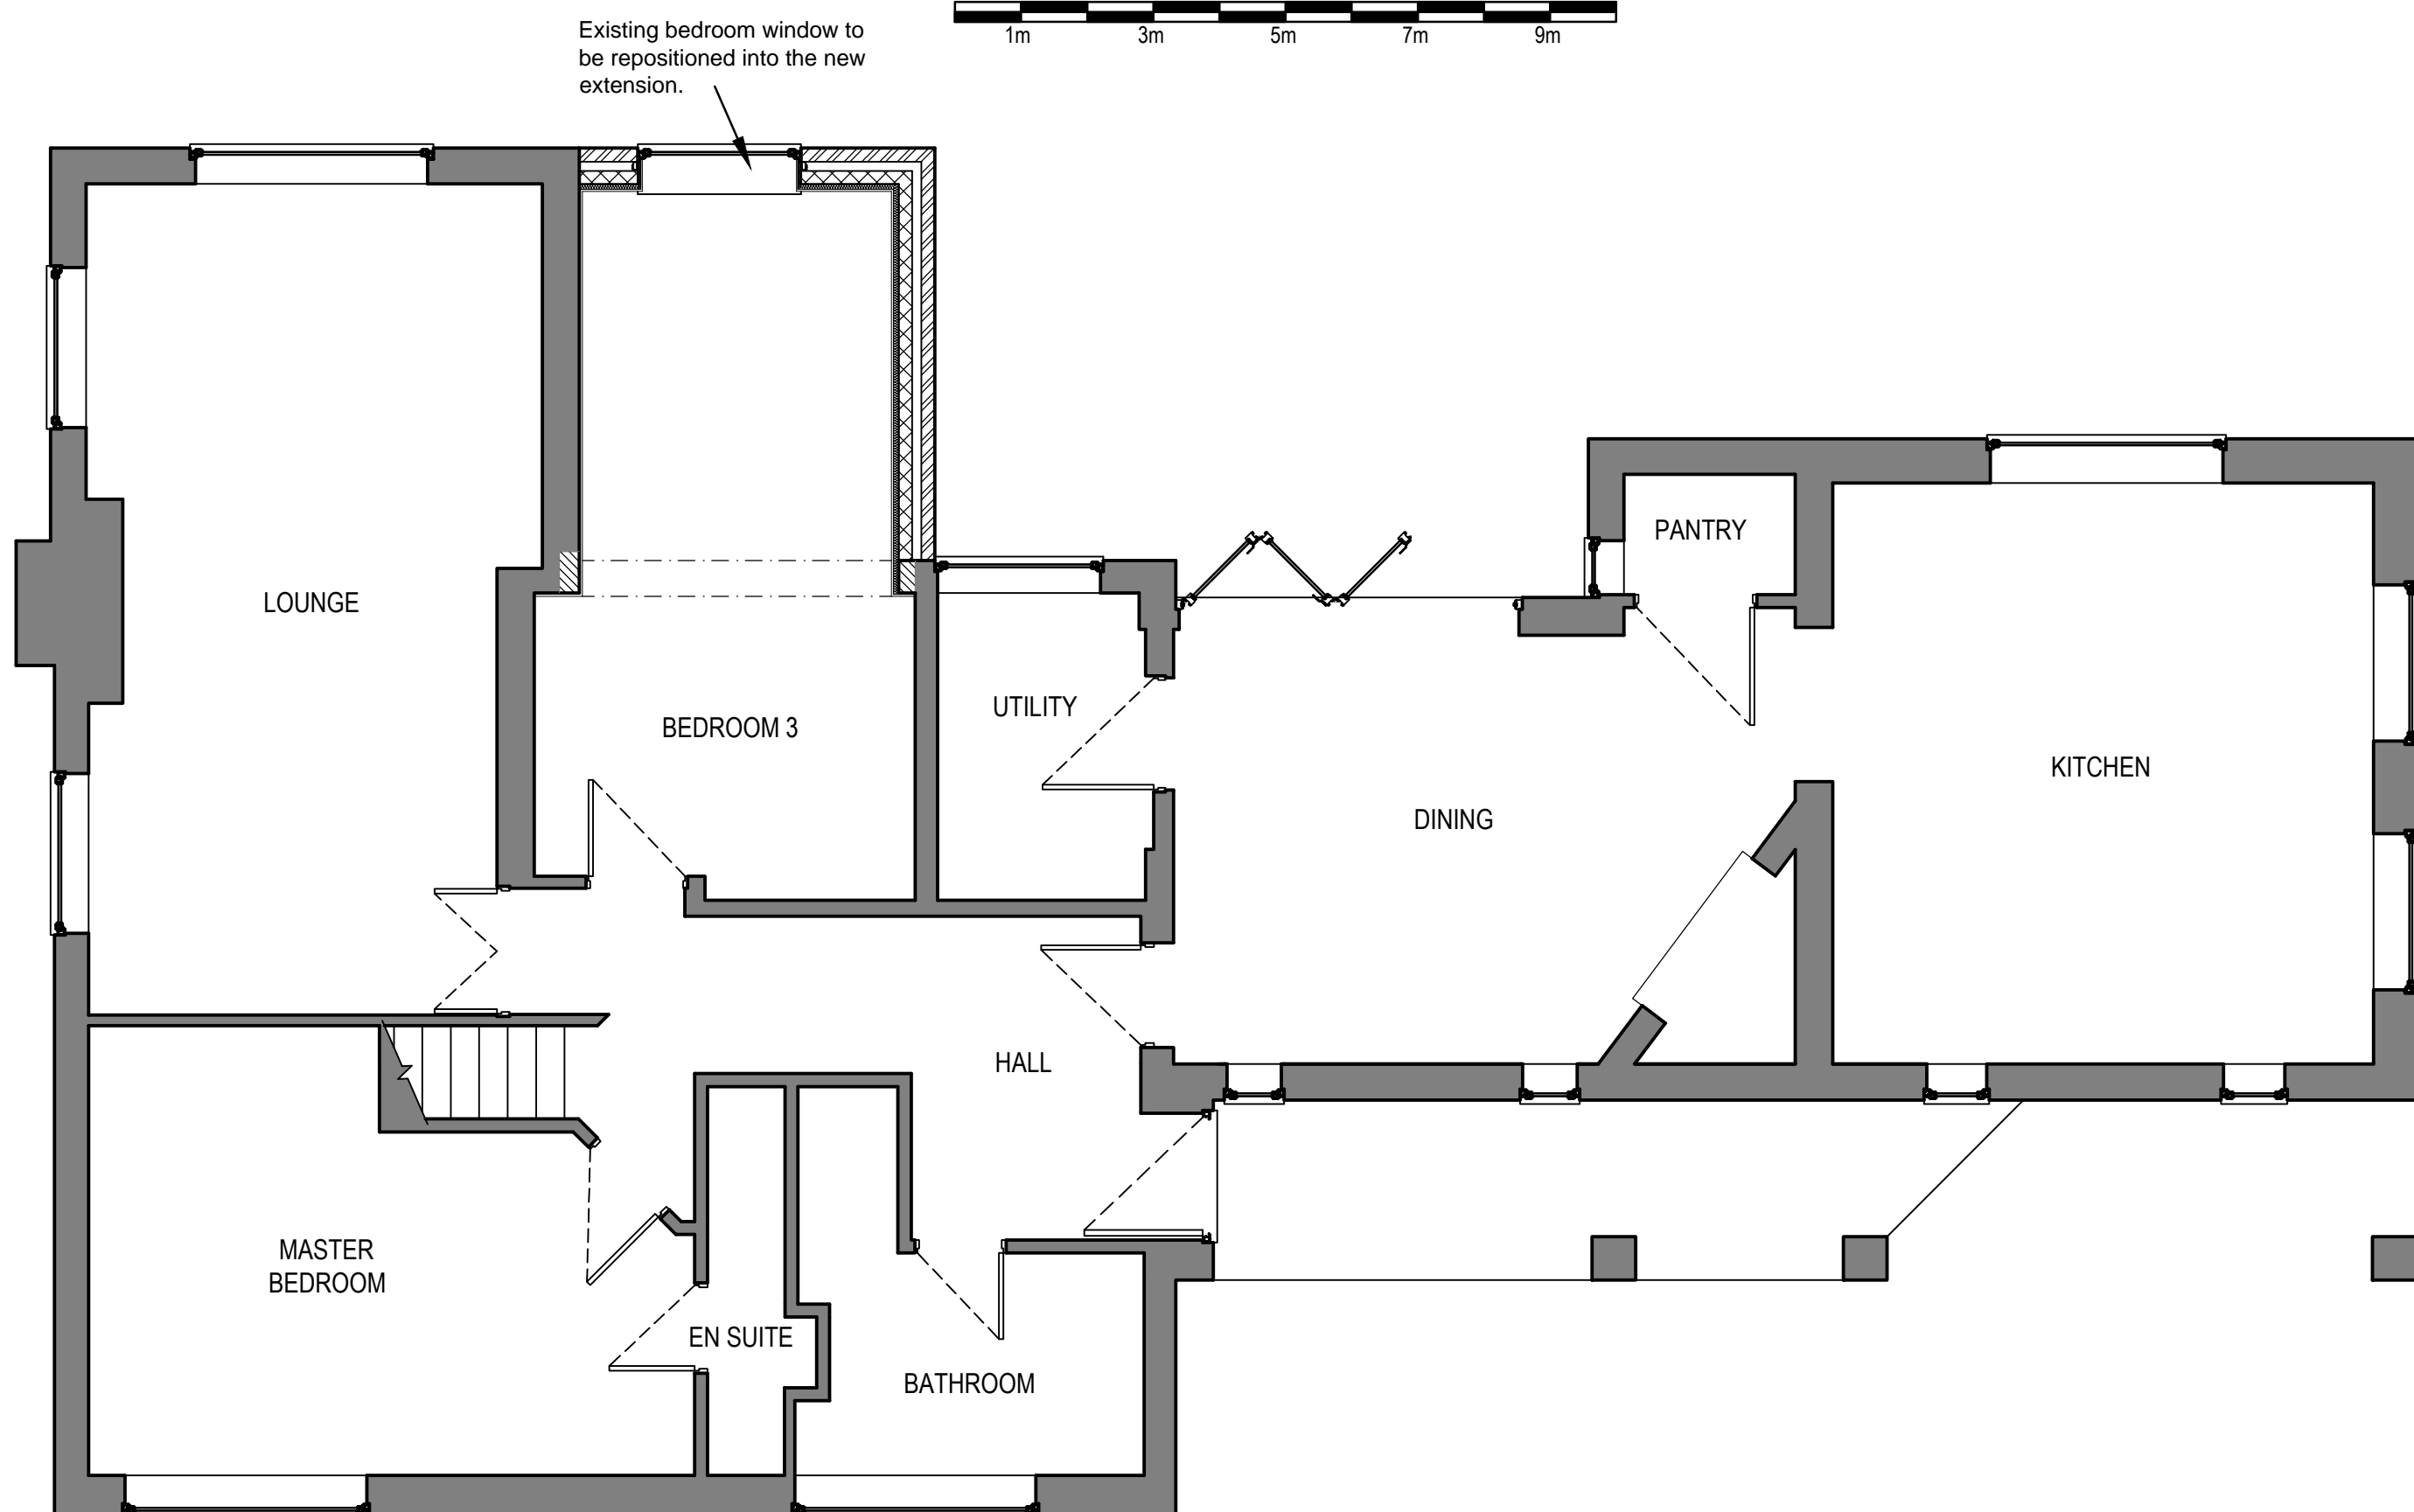 1m 3m 5m 7m 9m
Existing bedroom window to
be repositioned into the new
extension.
PANTRY
LOUNGE
UTILITY
BEDROOM 3
KITCHEN
DINING
HALL
MASTER
BEDROOM
EN SUITE
BATHROOM